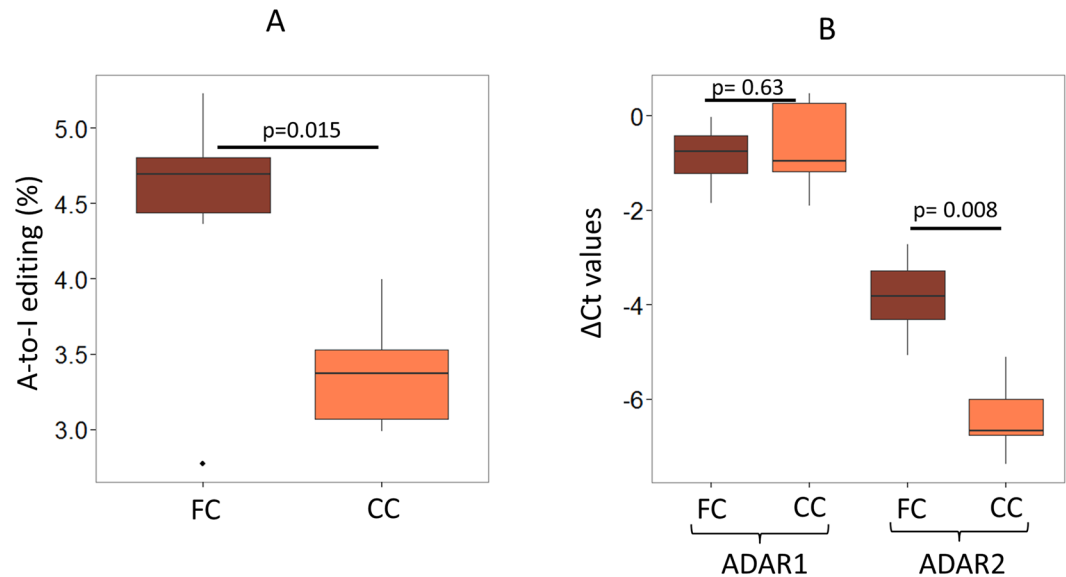 A
A-to-I editing (%)
5.0
4.5
4.0
3.5
3.0
p=0.015
FC
CC
B
ΔCt values
0
-2
-4
-6
p= 0.63
p= 0.008
FC
CC
FC
CC
ADAR1
ADAR2